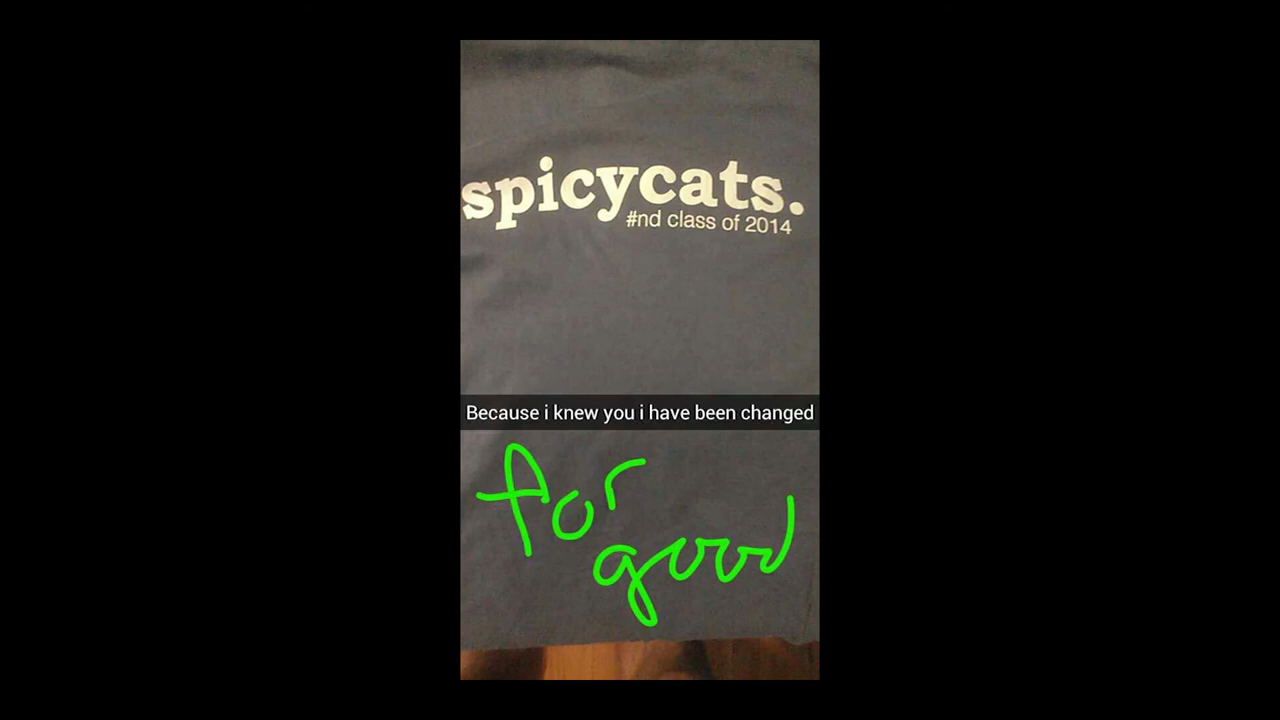 spicycats.
#nd class of 2014
Because i knew you i have been changed
for
good